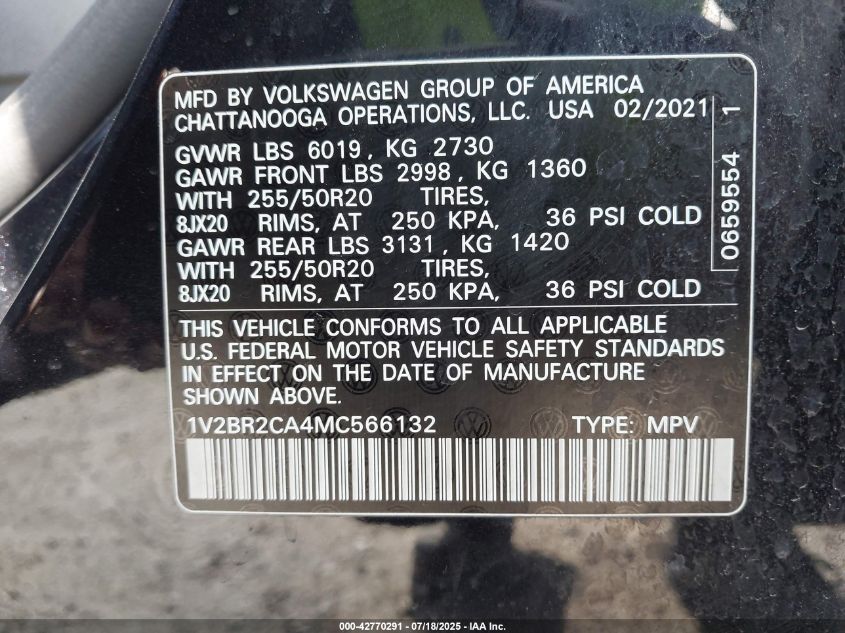 MFD BY VOLKSWAGEN GROUP OF AMERICA
CHATTANOOGA OPERATIONS, LLC. USA 02/2021
GVWR LBS 6019, KG 2730
GAWR FRONT LBS 2998, KG 1360
WITH 255/50R20 TIRES,
8JX20 RIMS, AT 250 KPA, 36 PSI COLD
GAWR REAR LBS 3131, KG 1420
WITH 255/50R20 TIRES,
8JX20 RIMS, AT 250 KPA, 36 PSI COLD
0659554 1
THIS VEHICLE CONFORMS TO ALL APPLICABLE
U.S. FEDERAL MOTOR VEHICLE SAFETY STANDARDS
IN EFFECT ON THE DATE OF MANUFACTURE
SHOWN ABOVE.
1V2BR2CA4MC566132 TYPE: MPV
000-42770291 - 07/18/2025 - IAA Inc.